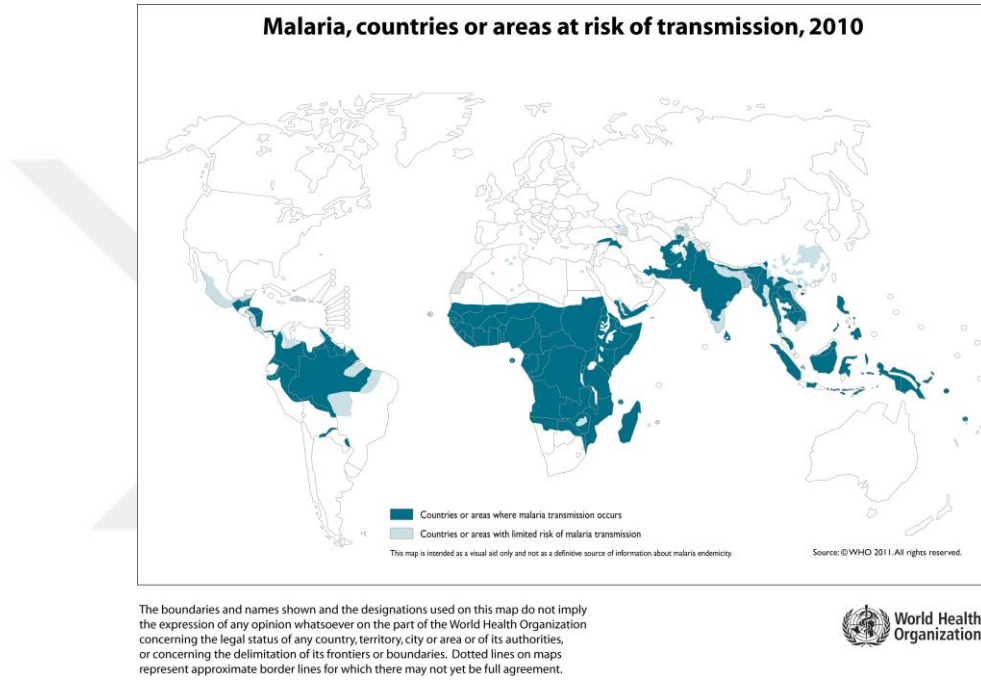 Malaria, countries or areas at risk of transmission, 2010
Countries or areas where malaria transmission occurs
Countries or areas with limited risk of malaria transmission
This map is intended as a visual aid only and not as a definitive source of information about malaria endemicity.
Source: © WHO 2011. All rights reserved.
The boundaries and names shown and the designations used on this map do not imply
the expression of any opinion whatsoever on the part of the World Health Organization
concerning the legal status of any country, territory, city or area or of its authorities,
or concerning the delimitation of its frontiers or boundaries. Dotted lines on maps
represent approximate border lines for which there may not yet be full agreement.
World Health
Organization